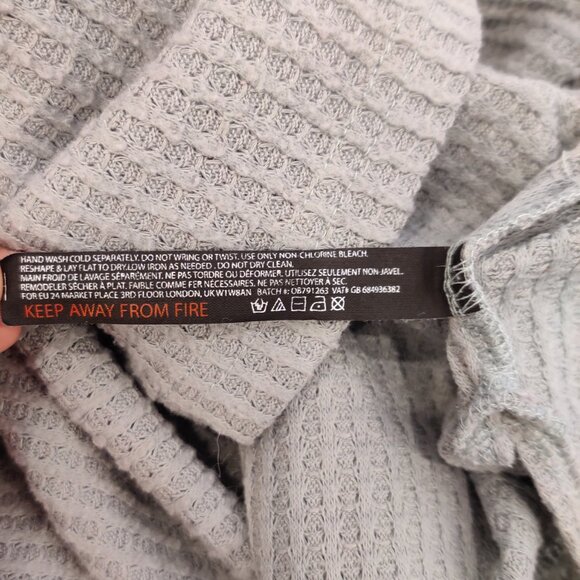 HAND WASH COLD SEPARATELY. DO NOT WRING OR TWIST. USE ONLY NON-CHLORINE BLEACH.
RESHAPE & LAY FLAT TO DRY.LOW IRON AS NEEDED . DO NOT DRY CLEAN.
MAIN FROID DE LAVAGE SÉPARÉMENT. NE PAS TORDRE OU DÉFORMER. UTILISEZ SEULEMENT NON-JAVEL.
REMODELER SÈCHER À PLAT. FAIBLE COMME FER NÉCESSAIRES. NE PAS NETTOYER À SEC.
FOR EU 24 MARKET PLACE 3RD FLOOR LONDON, UK W1W8AN BATCH #: OB791263 VAT# GB 684936382
KEEP AWAY FROM FIRE